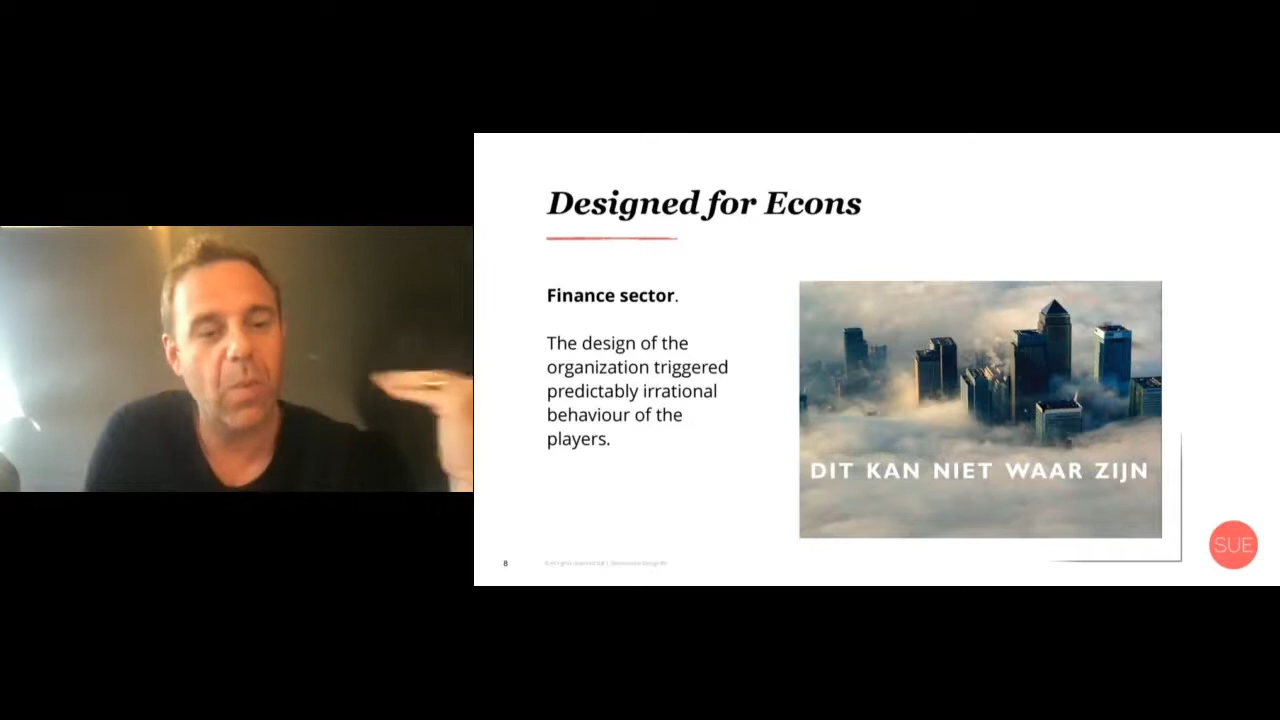 Designed for Econs
Finance sector.
The design of the
organization triggered
predictably irrational
behaviour of the
players.
DIT KAN NIET WAAR ZIJN
SUE
8